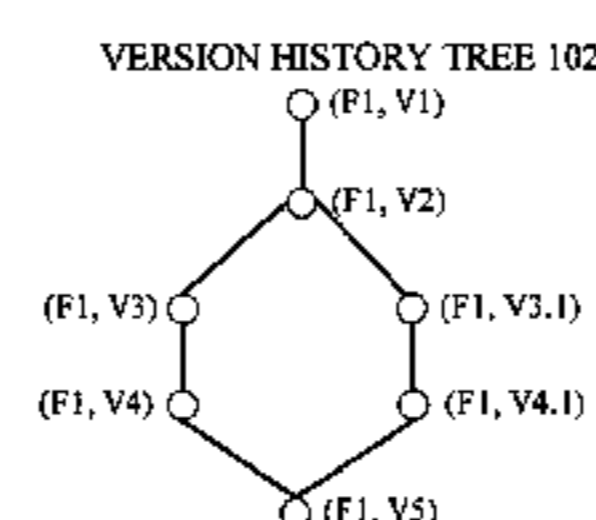 VERSION HISTORY TREE 102
(F1, V1)
(F1, V2)
(F1, V3)
(F1, V3.1)
(F1, V4)
(F1, V4.1)
(F1, V5)